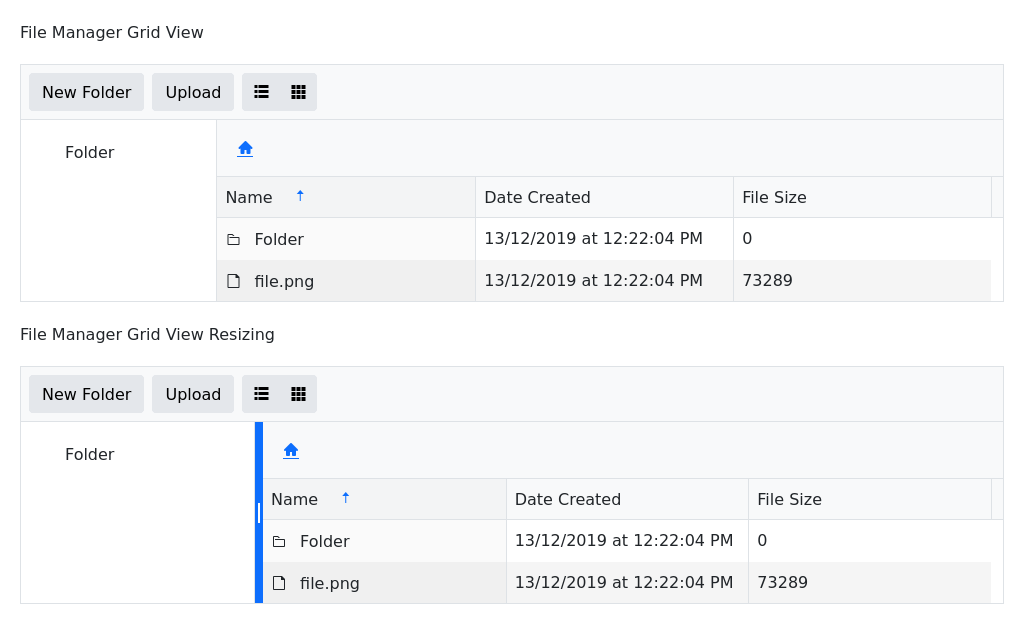 File Manager Grid View
New Folder Upload
Folder
Name Date Created File Size
Folder 13/12/2019 at 12:22:04 PM 0
file.png 13/12/2019 at 12:22:04 PM 73289
File Manager Grid View Resizing
New Folder Upload
Folder
Name Date Created File Size
Folder 13/12/2019 at 12:22:04 PM 0
file.png 13/12/2019 at 12:22:04 PM 73289